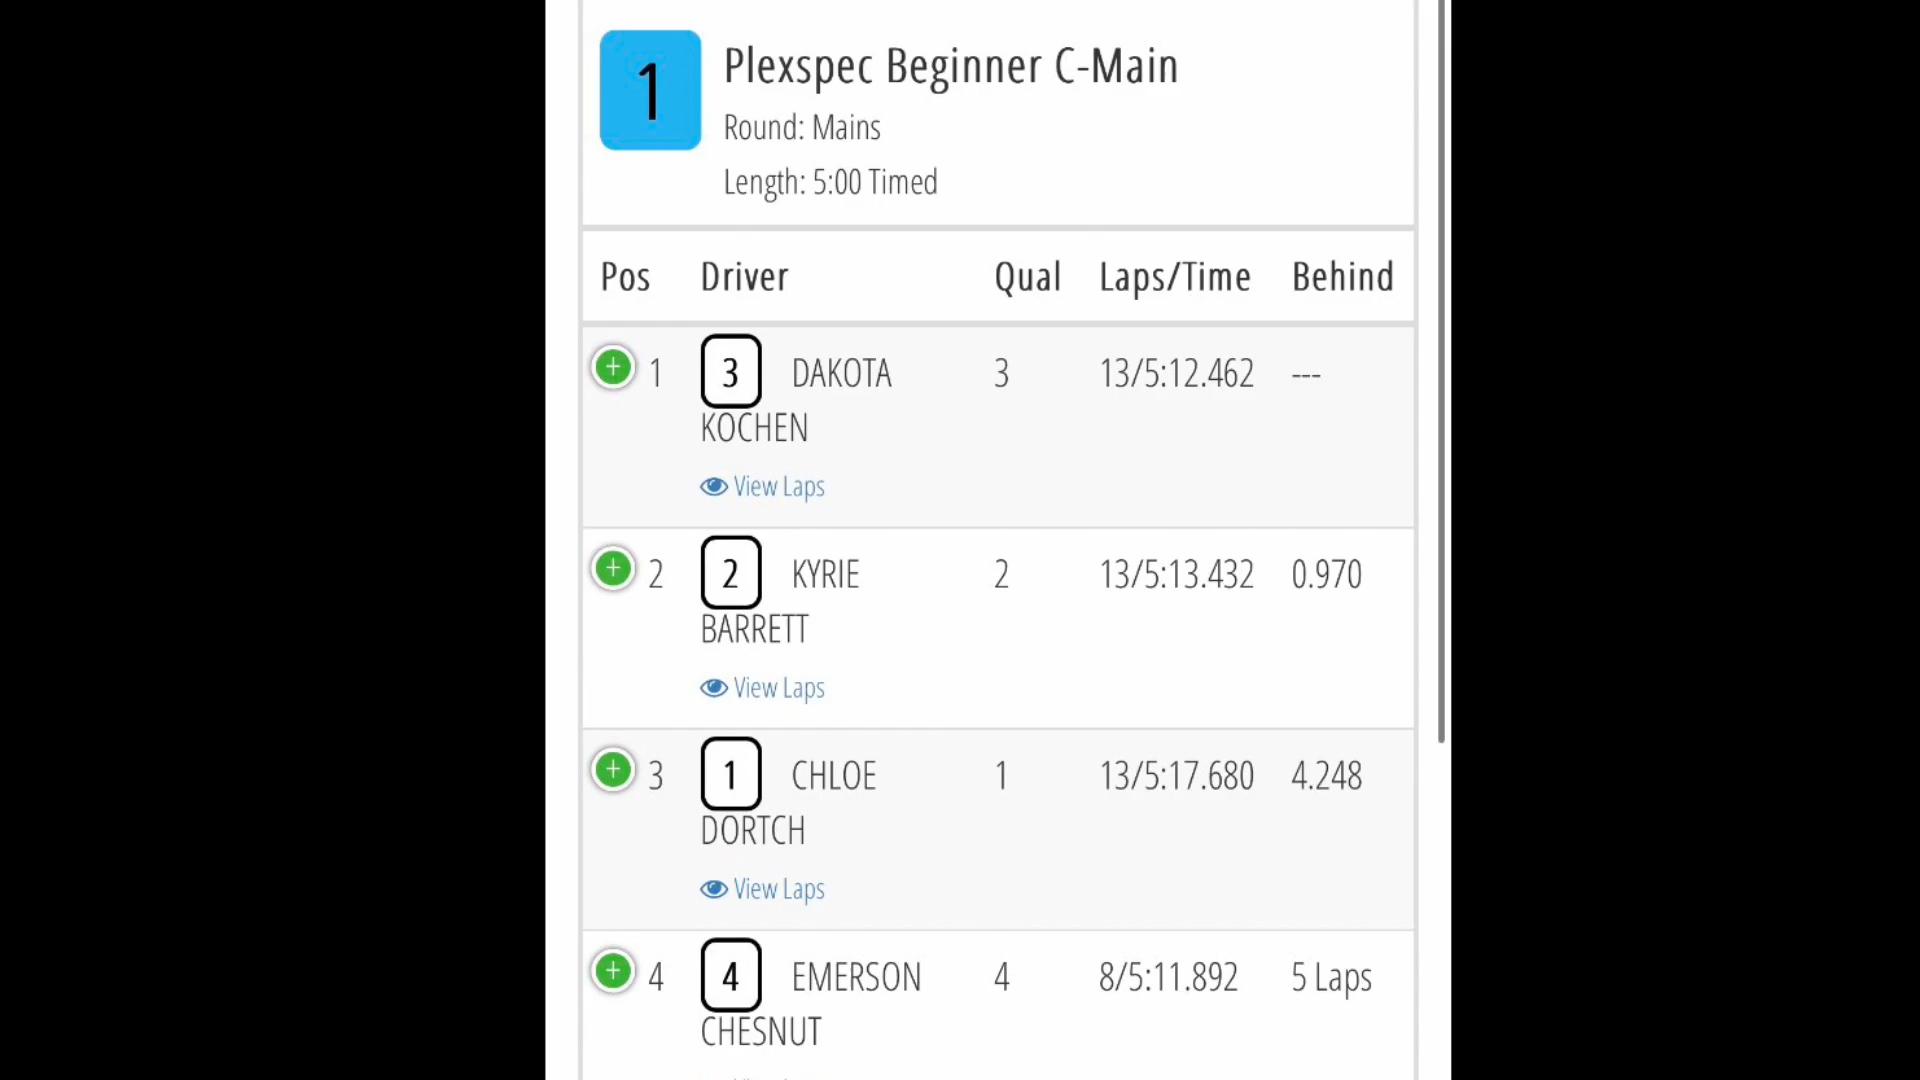 1
Plexspec Beginner C-Main
Round: Mains
Length: 5:00 Timed
Pos Driver Qual Laps/Time Behind
1 3 DAKOTA 3 13/5:12.462 ---
KOCHEN
View Laps
2 2 KYRIE 2 13/5:13.432 0.970
BARRETT
View Laps
3 1 CHLOE 1 13/5:17.680 4.248
DORTCH
View Laps
4 4 EMERSON 4 8/5:11.892 5 Laps
CHESNUT